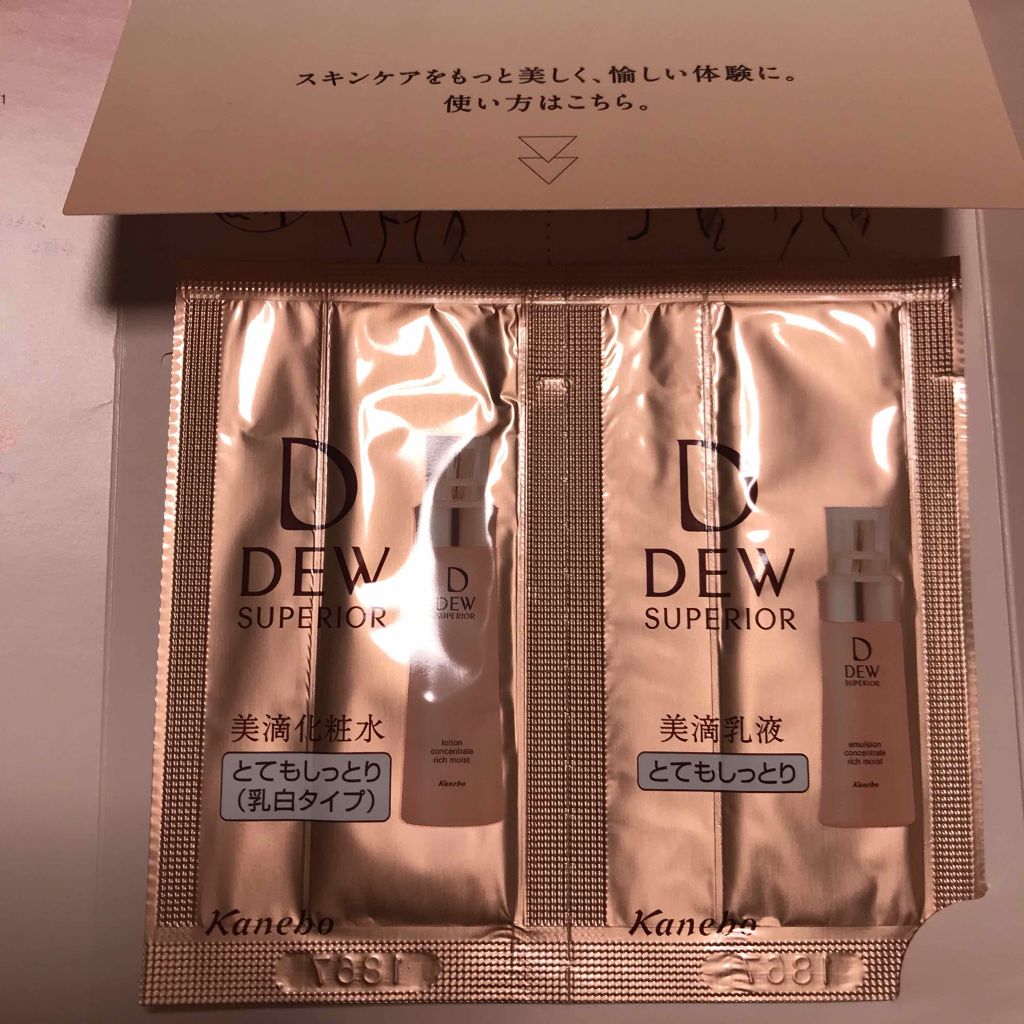 スキンケアをもっと美しく、愉しい体験に。
使い方はこちら。
1
D
DEW
SUPERIOR
美滴化粧水
とてもしっとり
(乳白タイプ)
D
DEW
SUPERIOR
lotion
concentrate
rich moist
Kanebo
Kanebo
D
DEW
SUPERIOR
美滴乳液
とてもしっとり
D
DEW
SUPERIOR
emulsion
concentrate
rich moist
Kanebo
Kanebo